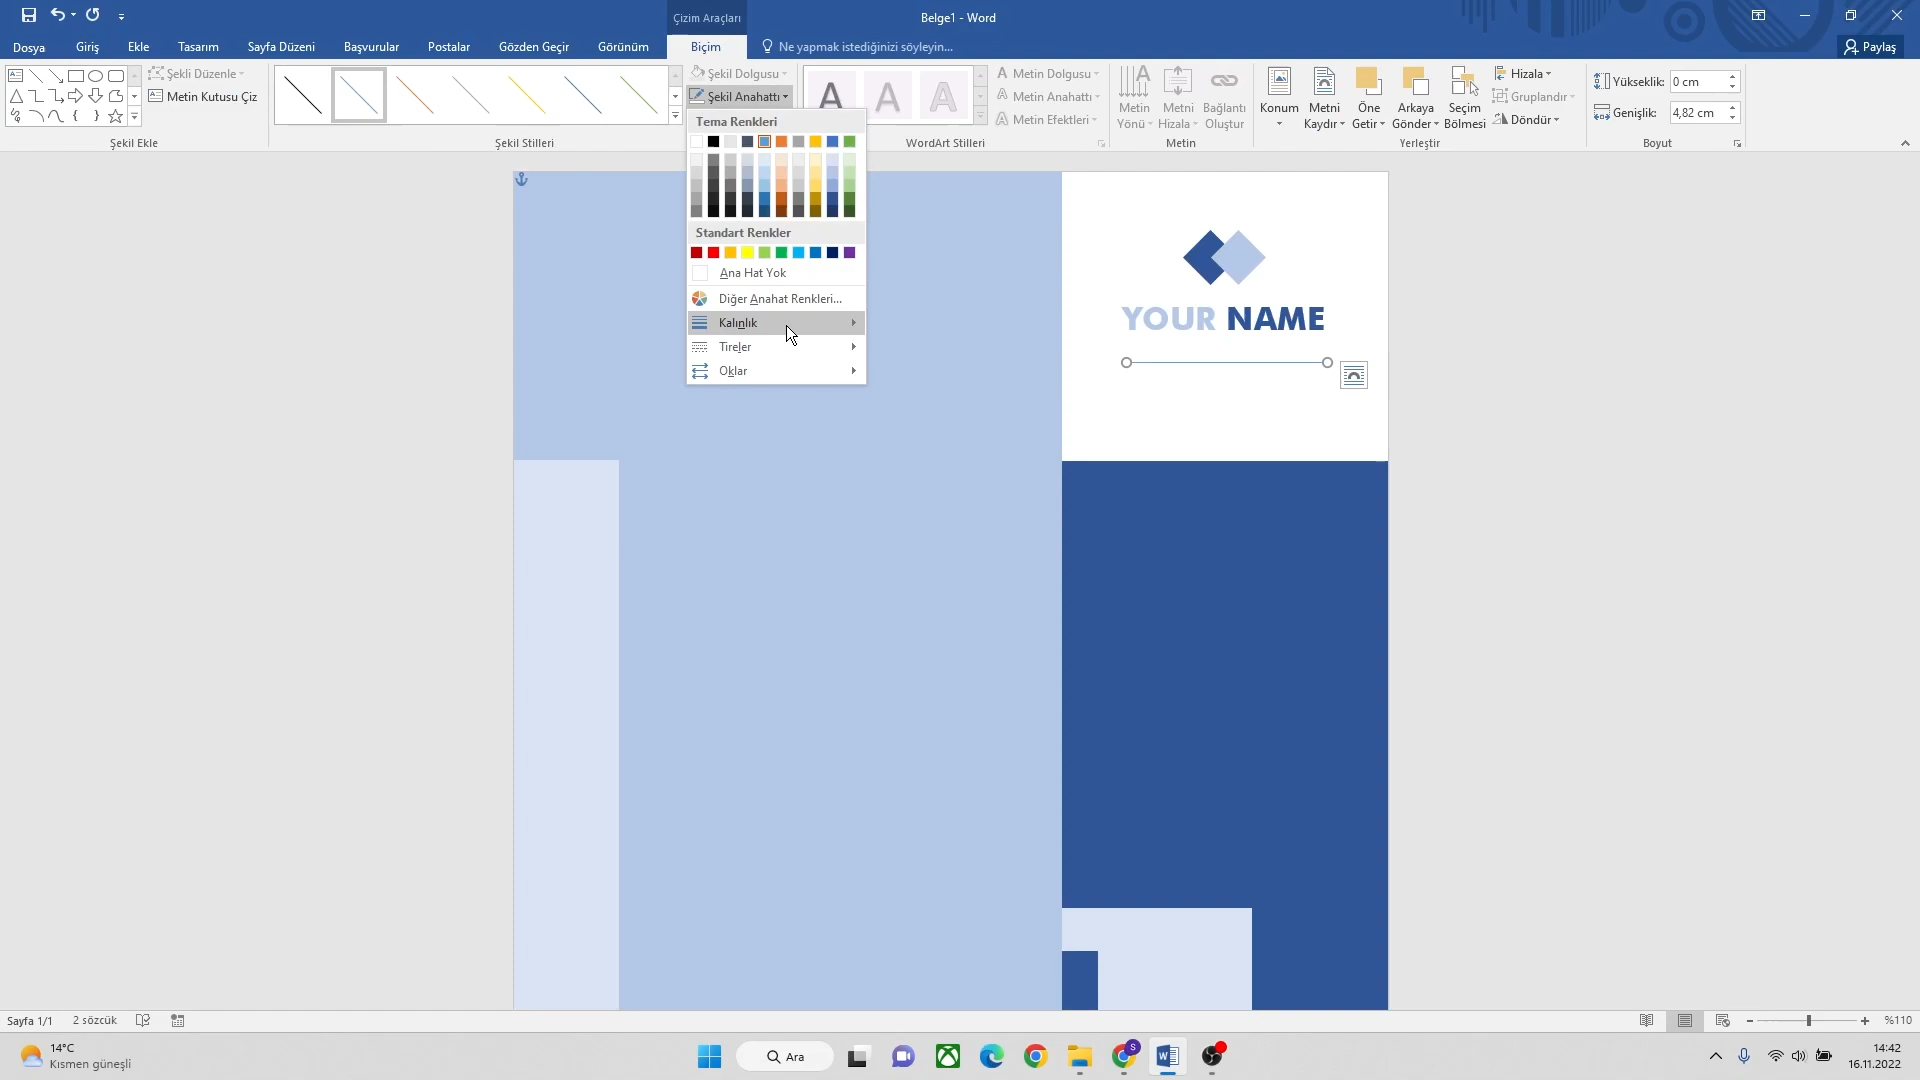 Çizim Araçları
Belge1 - Word
Dosya
Giriş
Ekle
Tasarım
Sayfa Düzeni
Başvurular
Postalar
Gözden Geçir
Görünüm
Biçim
Ne yapmak istediğinizi söyleyin...
Paylaş
Şekli Düzenle
Metin Kutusu Çiz
Şekil Ekle
Şekil Stilleri
Şekil Dolgusu
Şekil Anahattı
A A A
WordArt Stilleri
Metin Dolgusu
Metin Anahattı
Metin Efektleri
Metin Yönü
Metni Hizala
Bağlantı Oluştur
Metin
Konum
Metni Kaydır
Öne Getir
Arkaya Gönder
Seçim Bölmesi
Hizala
Gruplandır
Döndür
Yerleştir
Yükseklik: 0 cm
Genişlik: 4,82 cm
Boyut
Tema Renkleri
Standart Renkler
Ana Hat Yok
Diğer Anahat Renkleri...
Kalınlık
Tireler
Oklar
YOUR NAME
Sayfa 1/1
2 sözcük
%110
14°C
Kısmen güneşli
Ara
S
14:42
16.11.2022